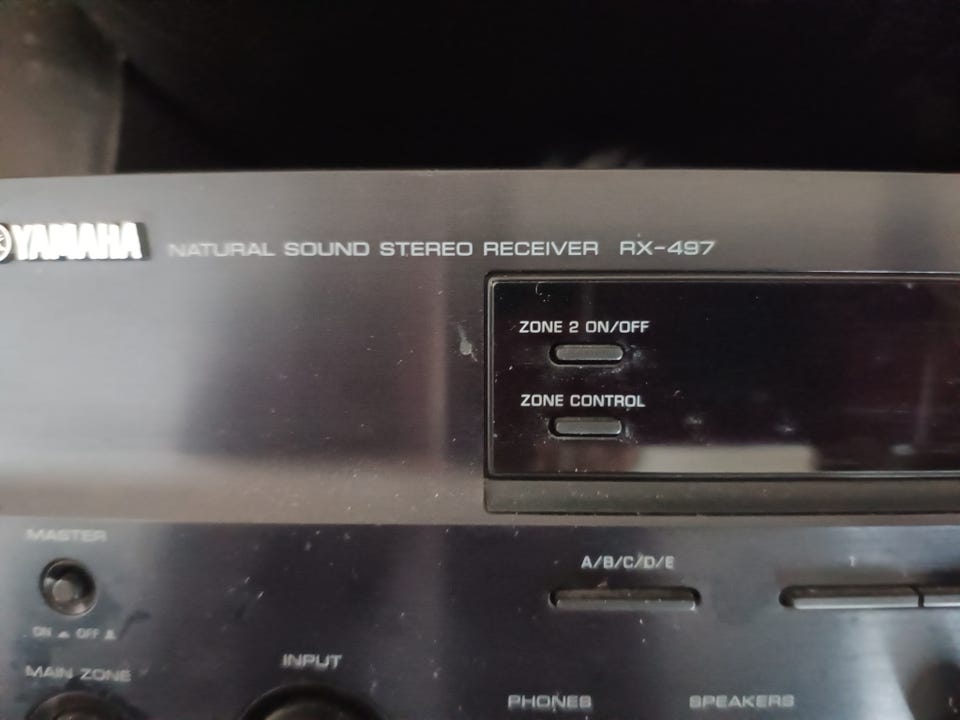 YAMAHA NATURAL SOUND STEREO RECEIVER RX-497
ZONE 2 ON/OFF
ZONE CONTROL
MASTER
A/B/C/D/E 1
ON OFF
MAIN ZONE
INPUT
PHONES
SPEAKERS